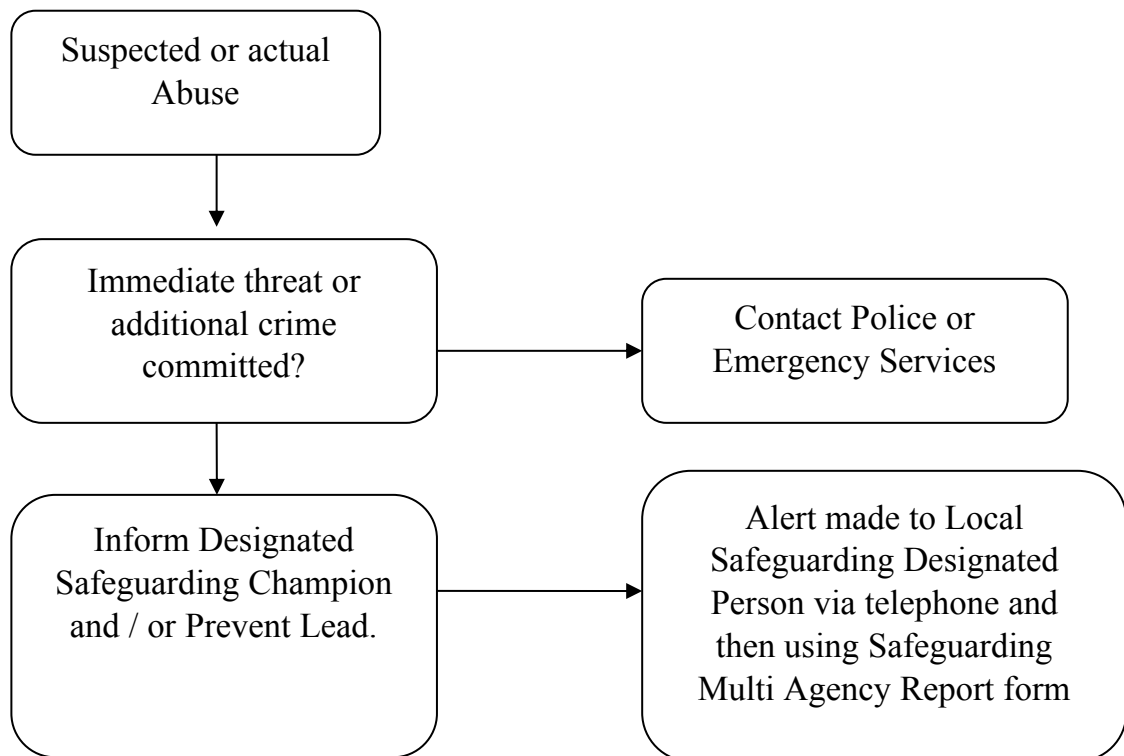 Suspected or actual
Abuse
Immediate threat or
additional crime
committed?
Contact Police or
Emergency Services
Inform Designated
Safeguarding Champion
and / or Prevent Lead.
Alert made to Local
Safeguarding Designated
Person via telephone and
then using Safeguarding
Multi Agency Report form